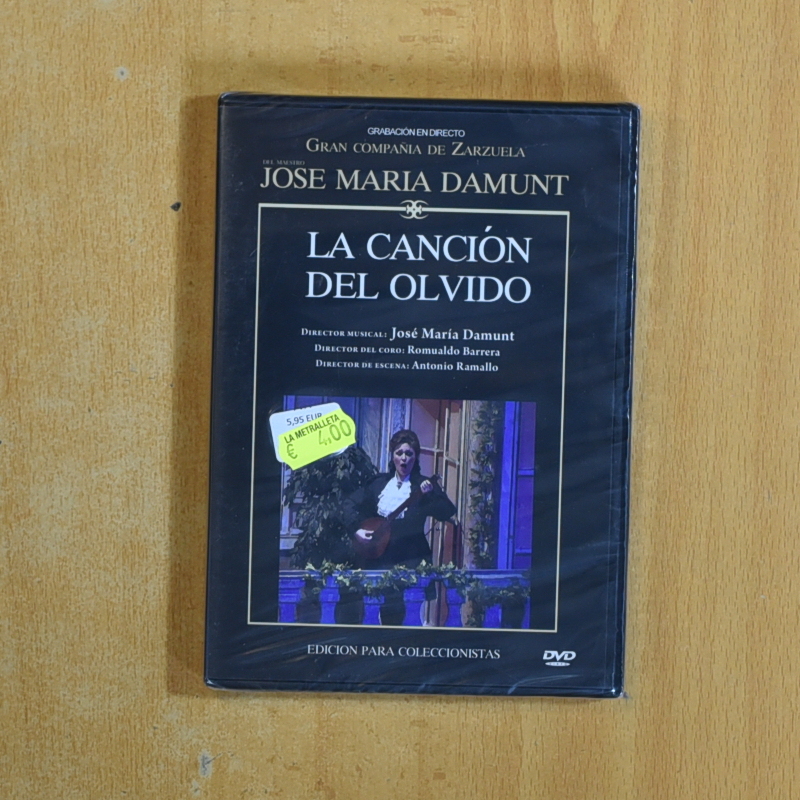 GRABACIÓN EN DIRECTO
GRAN COMPAÑIA DE ZARZUELA
DEL MAESTRO
JOSE MARIA DAMUNT
LA CANCIÓN
DEL OLVIDO
DIRECTOR MUSICAL: José María Damunt
DIRECTOR DEL CORO: Romualdo Barrera
DIRECTOR DE ESCENA: Antonio Ramallo
5,95 EUR
LA METRALLETA
€ 4.00
EDICION PARA COLECCIONISTAS
DVD